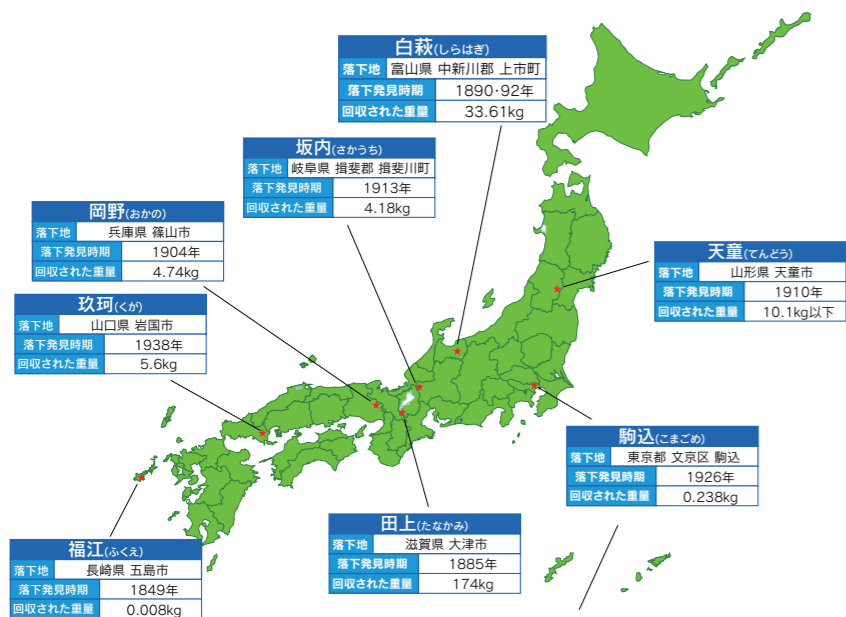 白萩(しらはぎ)
落下地 富山県 中新川郡 上市町
落下発見時期 1890・92年
回収された重量 33.61kg
坂内(さかうち)
落下地 岐阜県 揖斐郡 揖斐川町
落下発見時期 1913年
回収された重量 4.18kg
岡野(おかの)
落下地 兵庫県 篠山市
落下発見時期 1904年
回収された重量 4.74kg
天童(てんどう)
落下地 山形県 天童市
落下発見時期 1910年
回収された重量 10.1kg以下
玖珂(くが)
落下地 山口県 岩国市
落下発見時期 1938年
回収された重量 5.6kg
駒込(こまごめ)
落下地 東京都 文京区 駒込
落下発見時期 1926年
回収された重量 0.238kg
田上(たなかみ)
落下地 滋賀県 大津市
落下発見時期 1885年
回収された重量 174kg
福江(ふくえ)
落下地 長崎県 五島市
落下発見時期 1849年
回収された重量 0.008kg